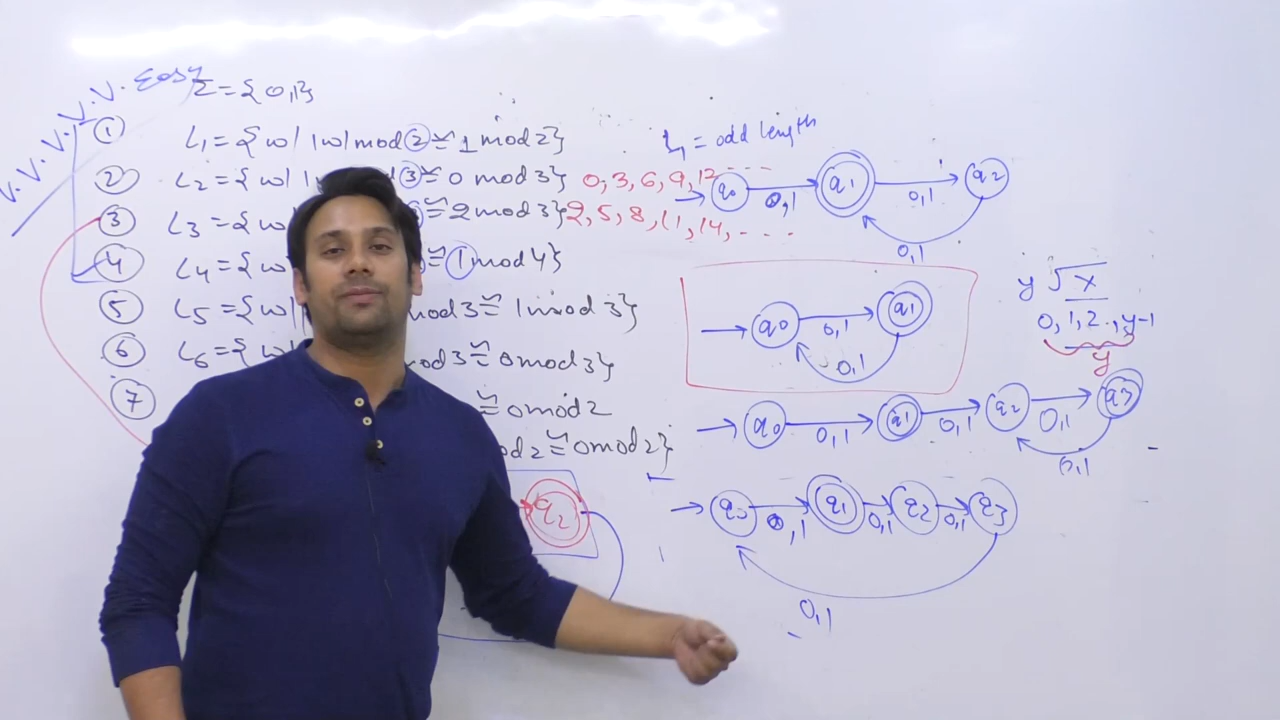 V. V. V. V. V. Easy
Σ = {0,1}
① L₁ = {w/ |w| mod 2 ≅ 1 mod 2}
② L₂ = {w/ | 3 ≅ 0 mod 3} 0, 3, 6, 9, 12, - - -
③ L₃ = {w ≅ 2 mod 3} 2, 5, 8, 11, 14, - - - -
④ L₄ = {w ≅ 1 mod 4}
⑤ L₅ = {w/ mod 3 ≅ 1 mod 3}
⑥ L₆ = {w mod 3 ≅ 0 mod 3}
⑦ ≅ 0 mod 2
mod 2 ≅ 0 mod 2}
q2
L₁ = odd length
q0 0,1 q1 0,1 q2
0,1
q0 0,1 q1
0,1
y √x
0, 1, 2 .., y-1
y
q0 0,1 q1 0,1 q2 0,1 q3
0,1
q0 0,1 q1 0,1 q2 0,1 q3
0,1